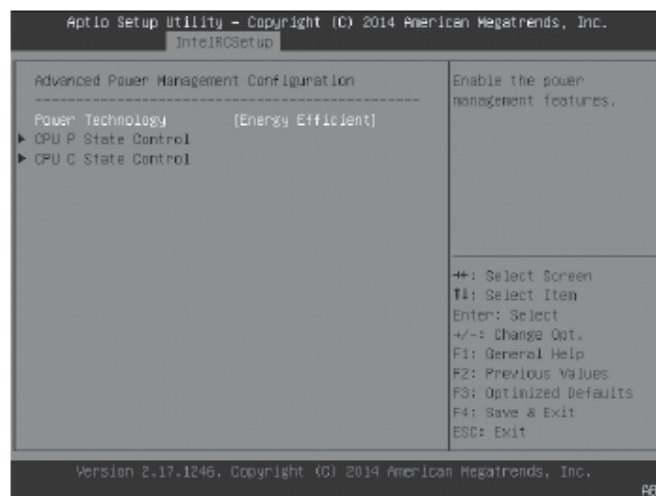 Aptio Setup Utility – Copyright (C) 2014 American Megatrends, Inc.
IntelRCSetup
Advanced Power Management Configuration
------------------------------------------------
Power Technology [Energy Efficient]
▶ CPU P State Control
▶ CPU C State Control
Enable the power
management features.
→←: Select Screen
↑↓: Select Item
Enter: Select
+/-: Change Opt.
F1: General Help
F2: Previous Values
F3: Optimized Defaults
F4: Save & Exit
ESC: Exit
Version 2.17.1246. Copyright (C) 2014 American Megatrends, Inc.
AB